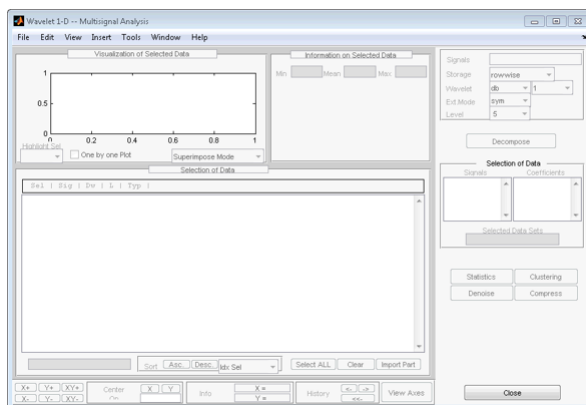 Wavelet 1-D -- Multisignal Analysis
File Edit View Insert Tools Window Help
Visualization of Selected Data
1
0.5
0
0 0.2 0.4 0.6 0.8 1
Highlight Sel
One by one Plot
Superimpose Mode
Information on Selected Data
Min Mean Max
Selection of Data
Sel | Sig | Dw | L | Typ |
Sort Asc. Desc. Idx Sel
Select ALL Clear Import Part
X+ Y+ XY+
X- Y- XY-
Center
On
X Y
Info
X =
Y =
History
<- ->
<<-
View Axes
Signals
Storage rowwise
Wavelet db 1
Ext Mode sym
Level 5
Decompose
Selection of Data
Signals Coefficients
Selected Data Sets
Statistics Clustering
Denoise Compress
Close